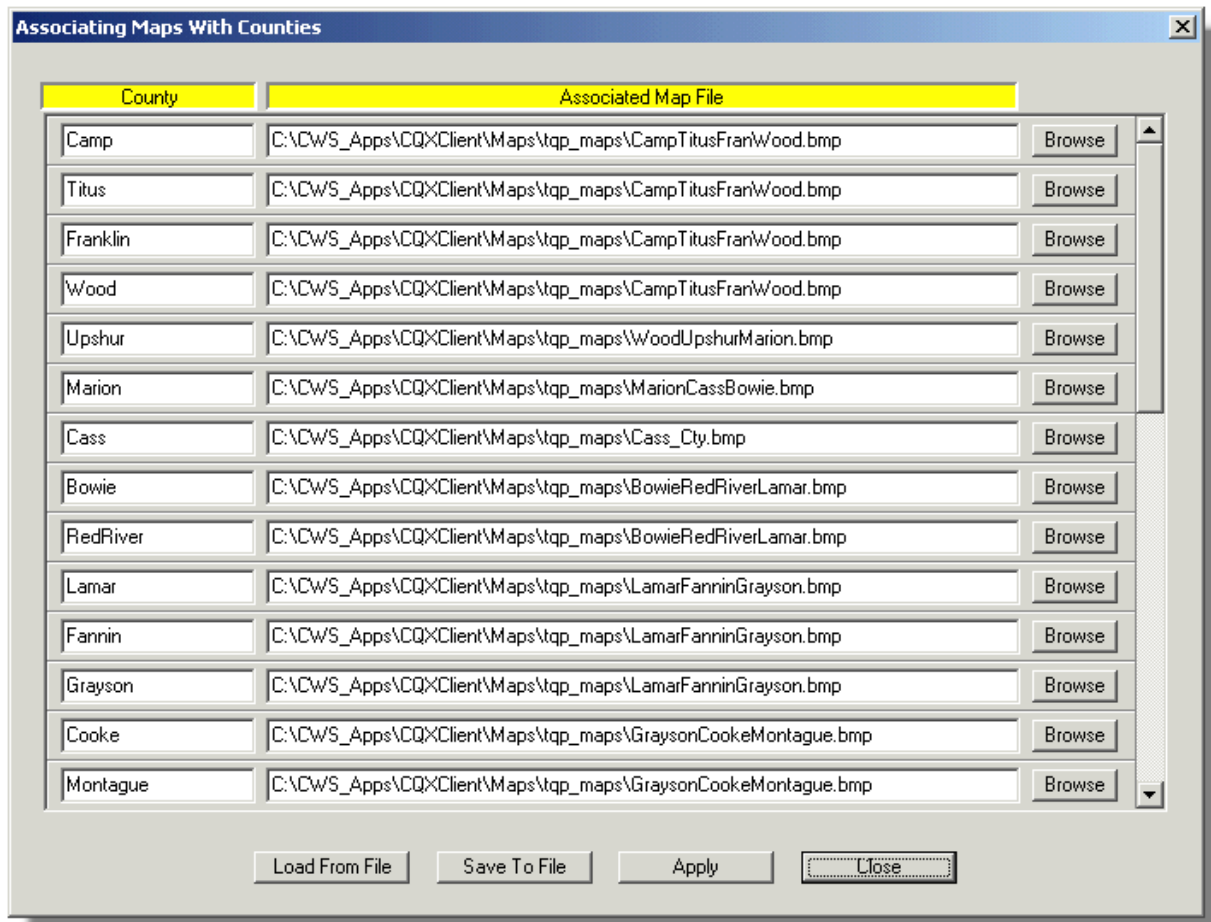 Associating Maps With Counties
County Associated Map File
Camp C:\CWS_Apps\CQXClient\Maps\tqp_maps\CampTitusFranWood.bmp Browse
Titus C:\CWS_Apps\CQXClient\Maps\tqp_maps\CampTitusFranWood.bmp Browse
Franklin C:\CWS_Apps\CQXClient\Maps\tqp_maps\CampTitusFranWood.bmp Browse
Wood C:\CWS_Apps\CQXClient\Maps\tqp_maps\CampTitusFranWood.bmp Browse
Upshur C:\CWS_Apps\CQXClient\Maps\tqp_maps\WoodUpshurMarion.bmp Browse
Marion C:\CWS_Apps\CQXClient\Maps\tqp_maps\MarionCassBowie.bmp Browse
Cass C:\CWS_Apps\CQXClient\Maps\tqp_maps\Cass_Cty.bmp Browse
Bowie C:\CWS_Apps\CQXClient\Maps\tqp_maps\BowieRedRiverLamar.bmp Browse
RedRiver C:\CWS_Apps\CQXClient\Maps\tqp_maps\BowieRedRiverLamar.bmp Browse
Lamar C:\CWS_Apps\CQXClient\Maps\tqp_maps\LamarFanninGrayson.bmp Browse
Fannin C:\CWS_Apps\CQXClient\Maps\tqp_maps\LamarFanninGrayson.bmp Browse
Grayson C:\CWS_Apps\CQXClient\Maps\tqp_maps\LamarFanninGrayson.bmp Browse
Cooke C:\CWS_Apps\CQXClient\Maps\tqp_maps\GraysonCookeMontague.bmp Browse
Montague C:\CWS_Apps\CQXClient\Maps\tqp_maps\GraysonCookeMontague.bmp Browse
Load From File Save To File Apply Close